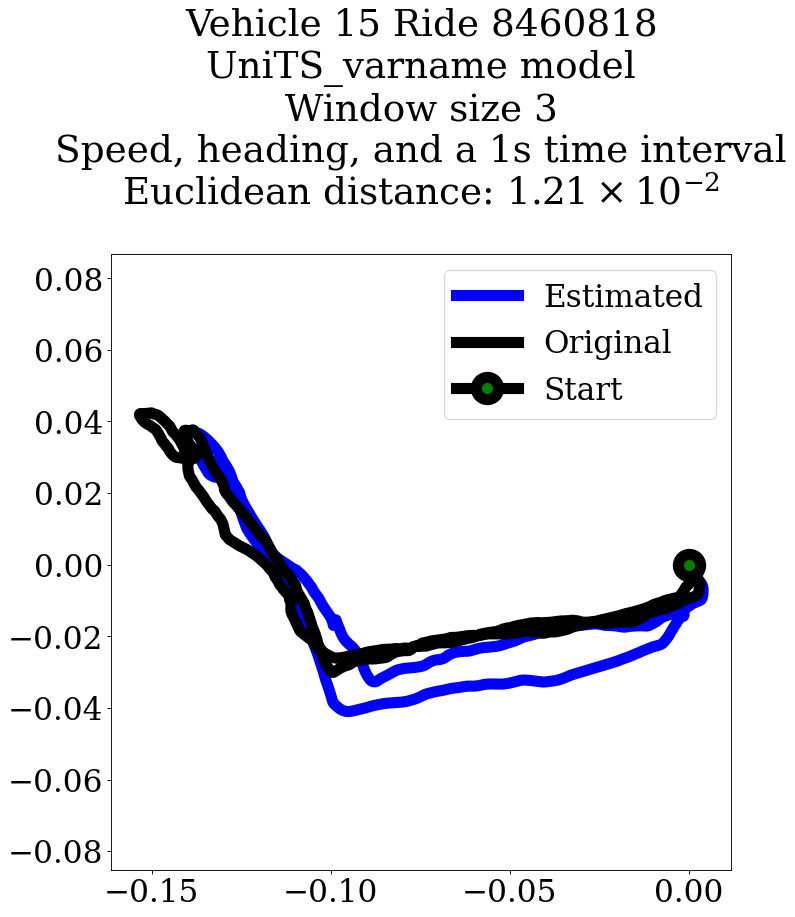 Vehicle 15 Ride 8460818
UniTS_varname model
Window size 3
Speed, heading, and a 1s time interval
Euclidean distance: 1.21 × 10⁻²
Estimated
Original
Start
0.08
0.06
0.04
0.02
0.00
−0.02
−0.04
−0.06
−0.08
−0.15
−0.10
−0.05
0.00